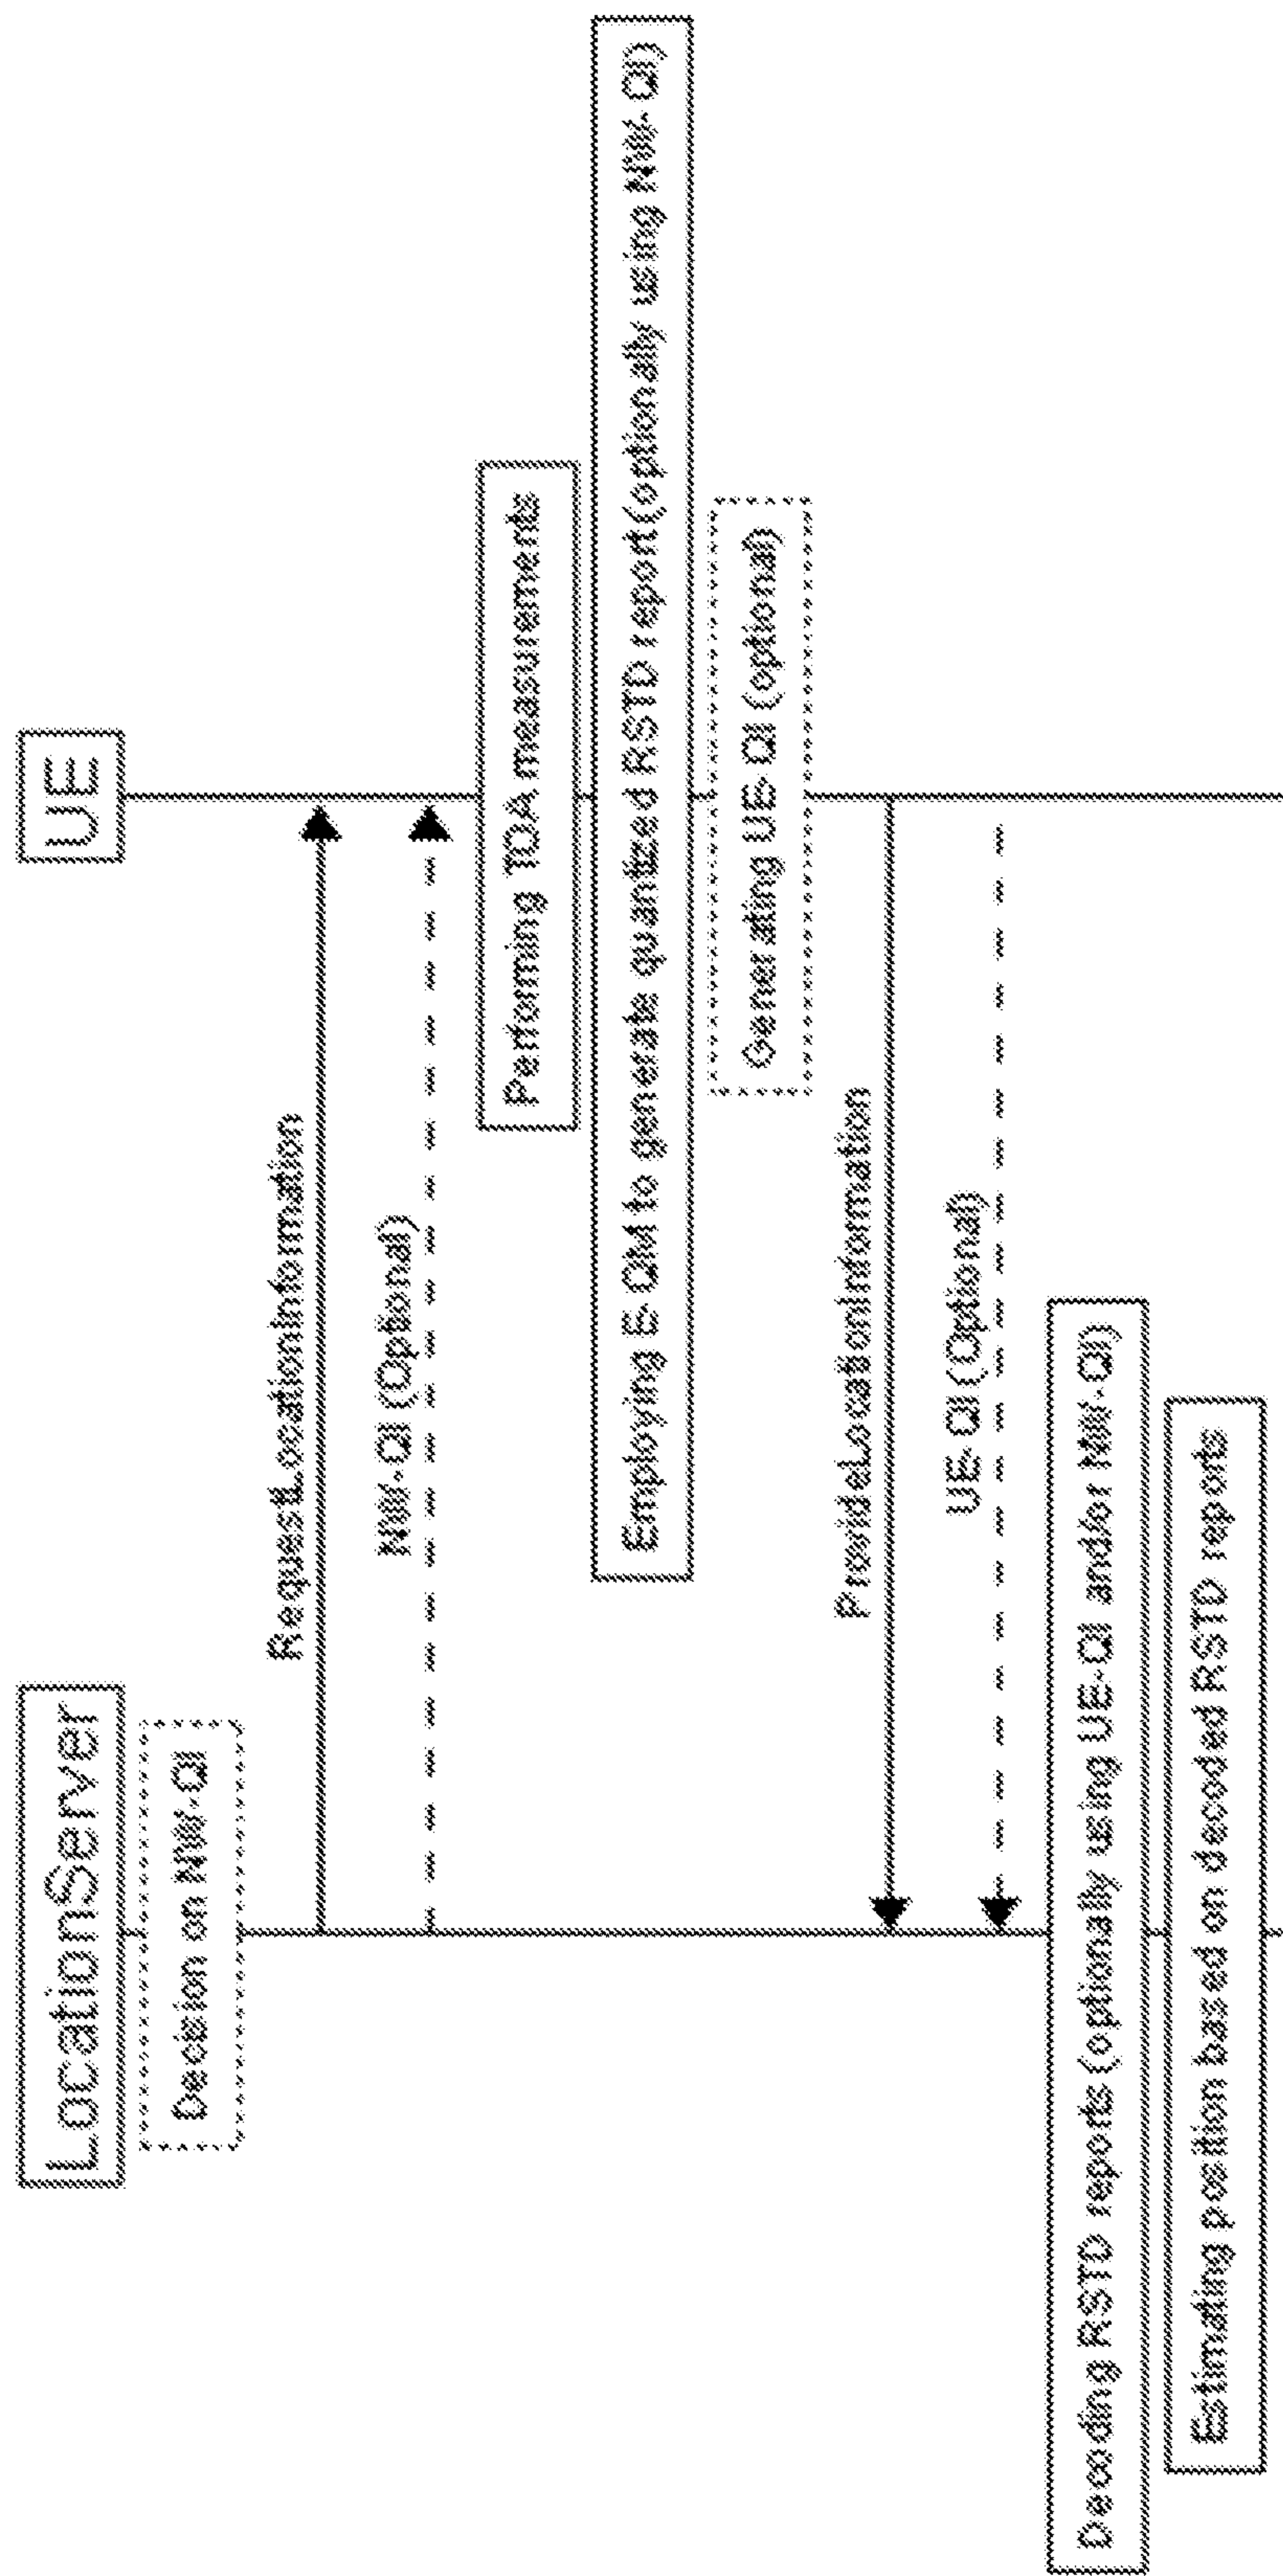 LocationServer
UE
Decision on NW-QI
RequestLocationInformation
NW-QI (Optional)
Performing TOA measurements
Employing E-QM to generate quantized RSTD report (optionally using NW-QI)
Generating UE-QI (optional)
ProvideLocationInformation
UE-QI (Optional)
Decoding RSTD reports (optionally using UE-QI and/or NW-QI)
Estimating position based on decoded RSTD reports